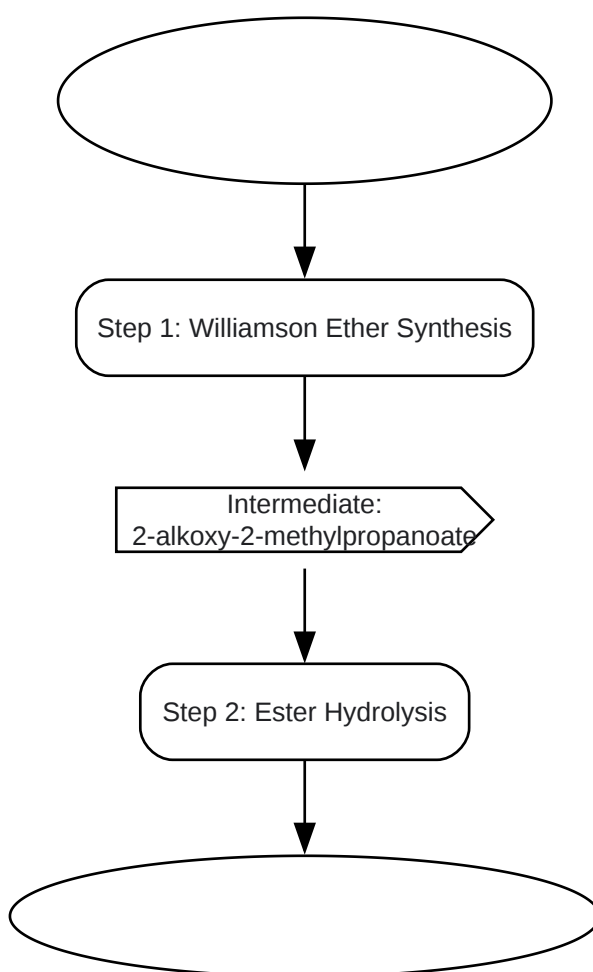 Step 1: Williamson Ether Synthesis
Intermediate:
2-alkoxy-2-methylpropanoate
Step 2: Ester Hydrolysis